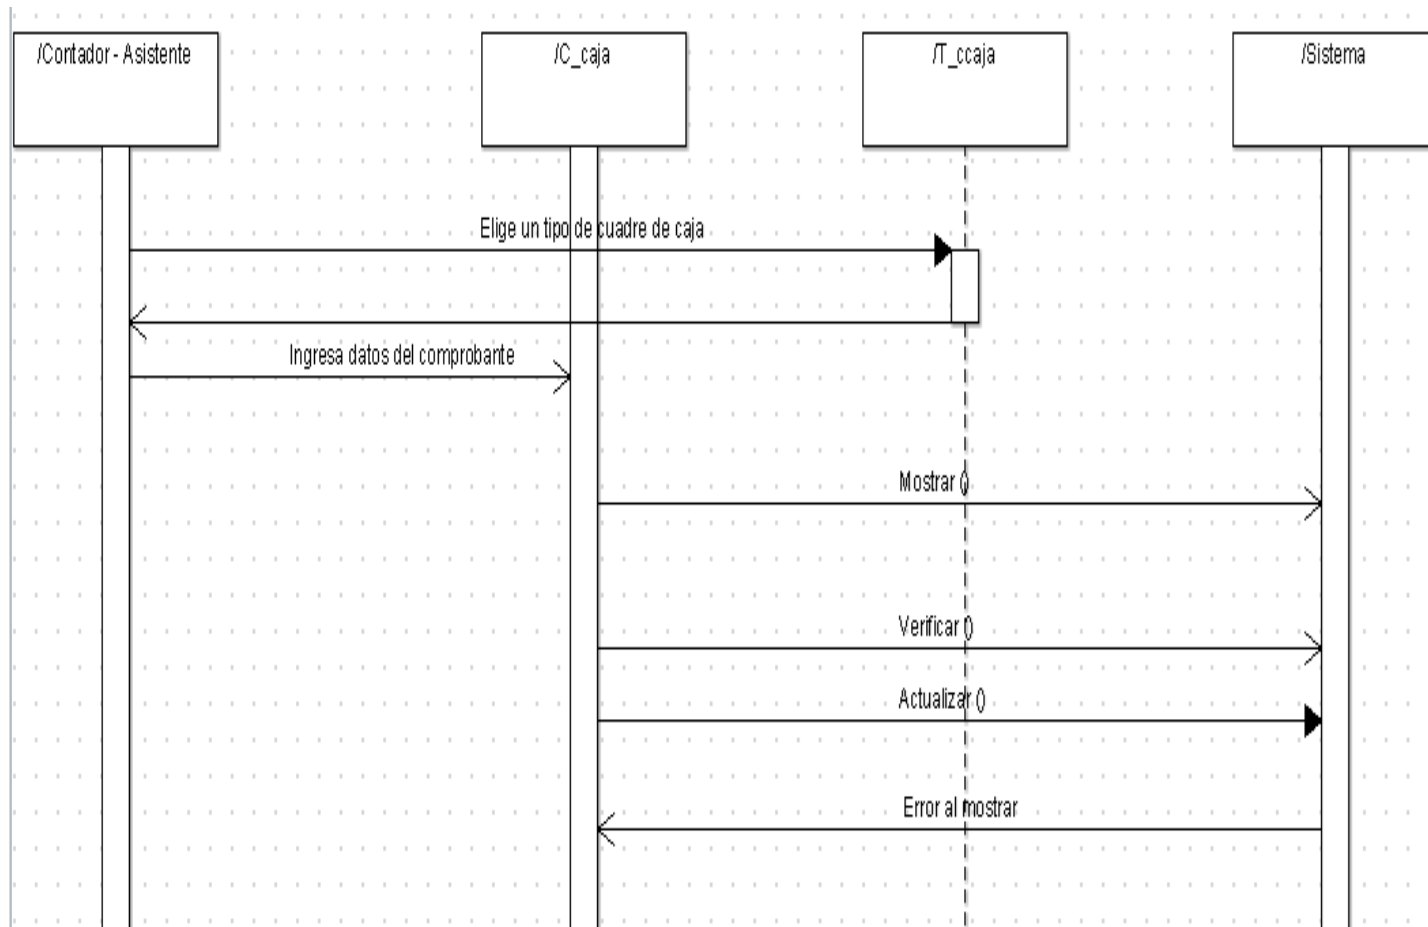 /Contador - Asistente
/C_caja
/T_ccaja
/Sistema
Elige un tipo de cuadre de caja
Ingresa datos del comprobante
Mostrar ()
Verificar ()
Actualizar ()
Error al mostrar